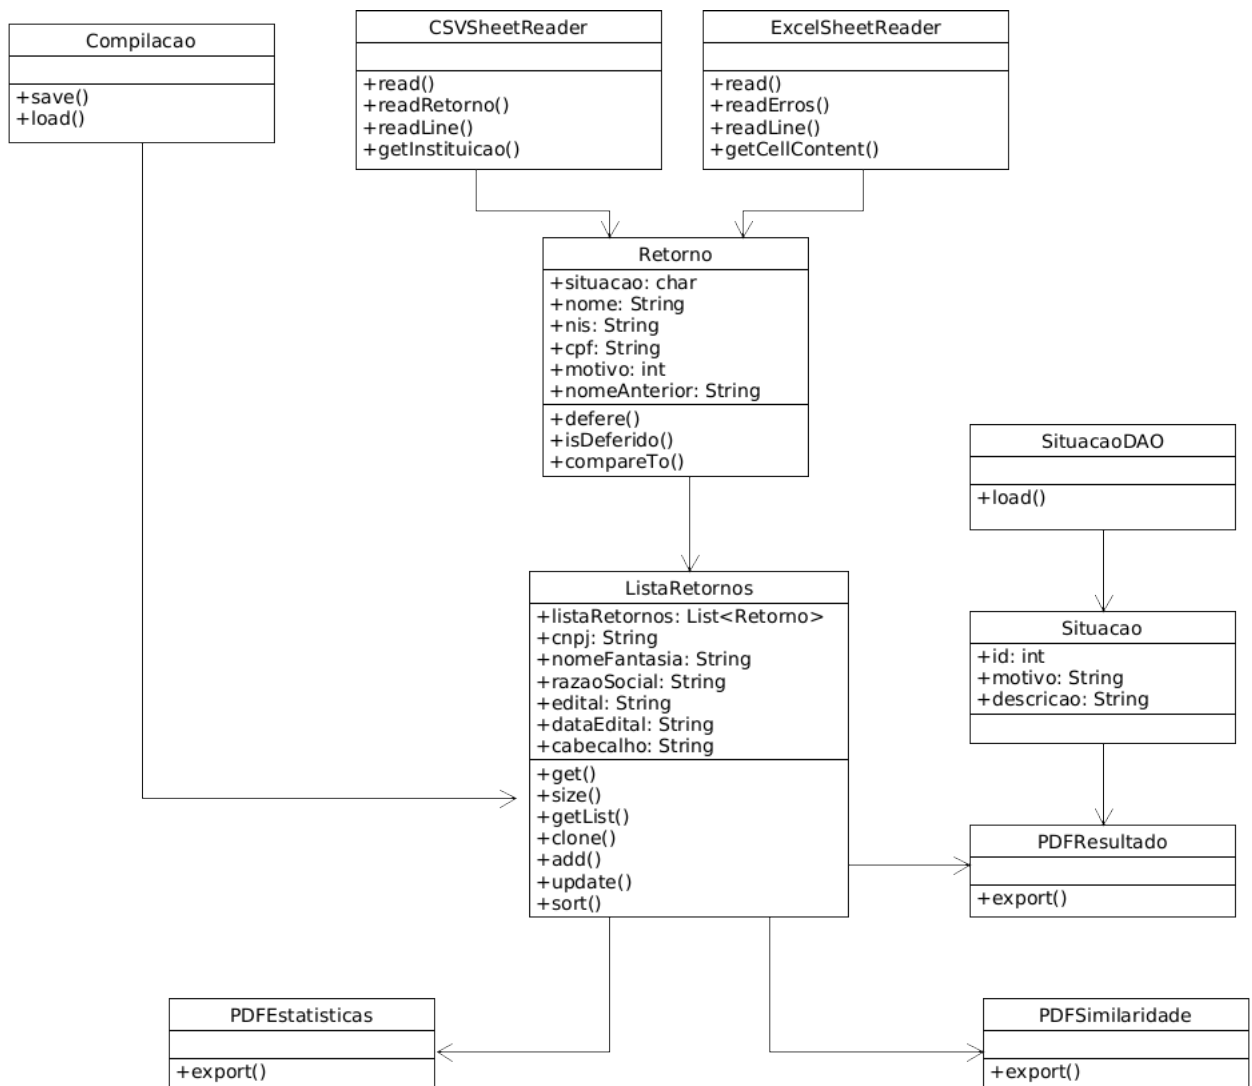 Compilacao
+save()
+load()
CSVSheetReader
+read()
+readRetorno()
+readLine()
+getInstituicao()
ExcelSheetReader
+read()
+readErros()
+readLine()
+getCellContent()
Retorno
+situacao: char
+nome: String
+nis: String
+cpf: String
+motivo: int
+nomeAnterior: String
+defere()
+isDeferido()
+compareTo()
SituacaoDAO
+load()
ListaRetornos
+listaRetornos: List<Retorno>
+cnpj: String
+nomeFantasia: String
+razaoSocial: String
+edital: String
+dataEdital: String
+cabecalho: String
+get()
+size()
+getList()
+clone()
+add()
+update()
+sort()
Situacao
+id: int
+motivo: String
+descricao: String
PDFResultado
+export()
PDFEstatisticas
+export()
PDFSimilaridade
+export()